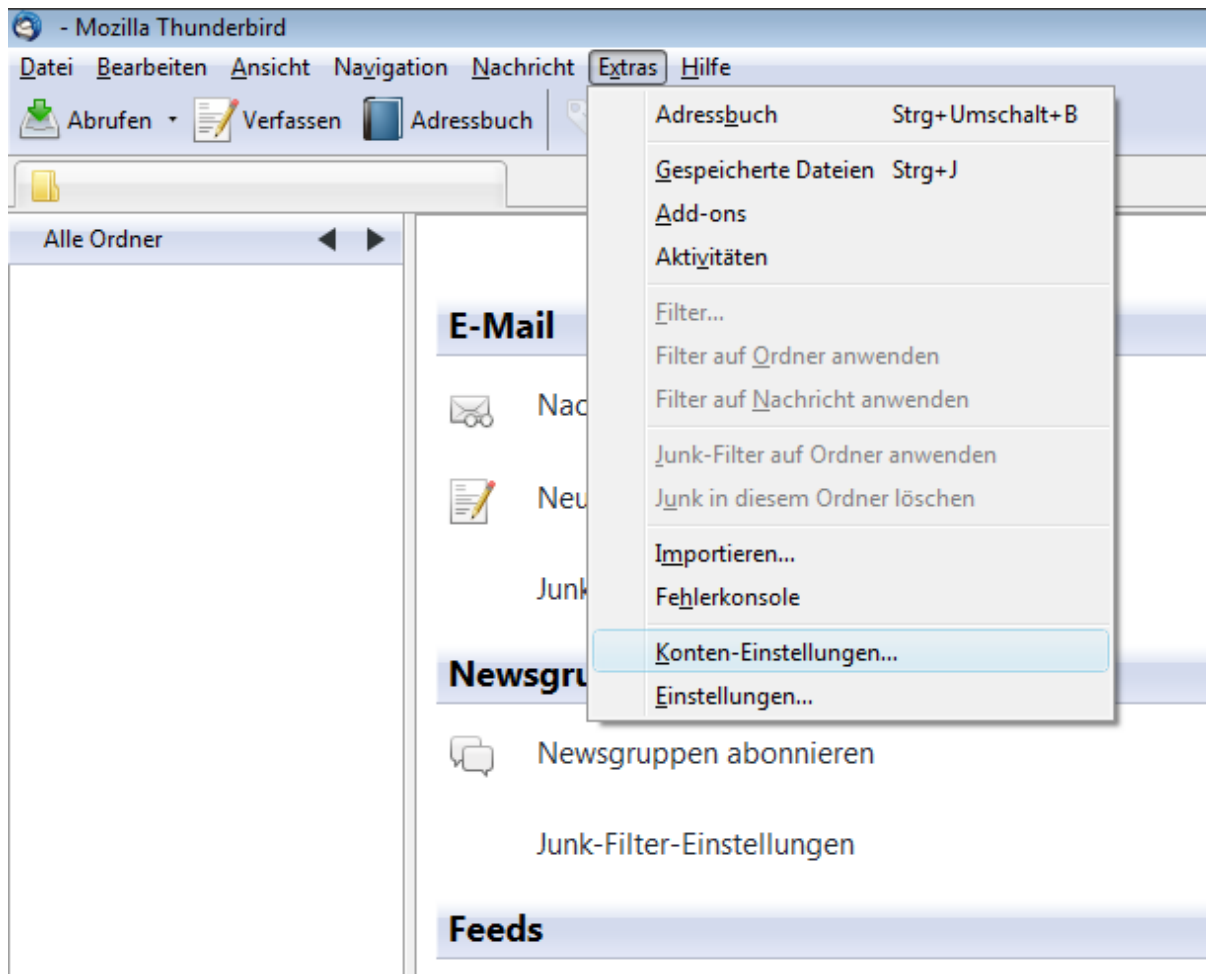 - Mozilla Thunderbird
Datei Bearbeiten Ansicht Navigation Nachricht Extras Hilfe
Abrufen Verfassen Adressbuch
Adressbuch Strg+Umschalt+B
Gespeicherte Dateien Strg+J
Add-ons
Aktivitäten
Filter...
Filter auf Ordner anwenden
Filter auf Nachricht anwenden
Junk-Filter auf Ordner anwenden
Junk in diesem Ordner löschen
Importieren...
Fehlerkonsole
Konten-Einstellungen...
Einstellungen...
Alle Ordner
E-Mail
Nac
Neu
Junk
Newsgru
Newsgruppen abonnieren
Junk-Filter-Einstellungen
Feeds